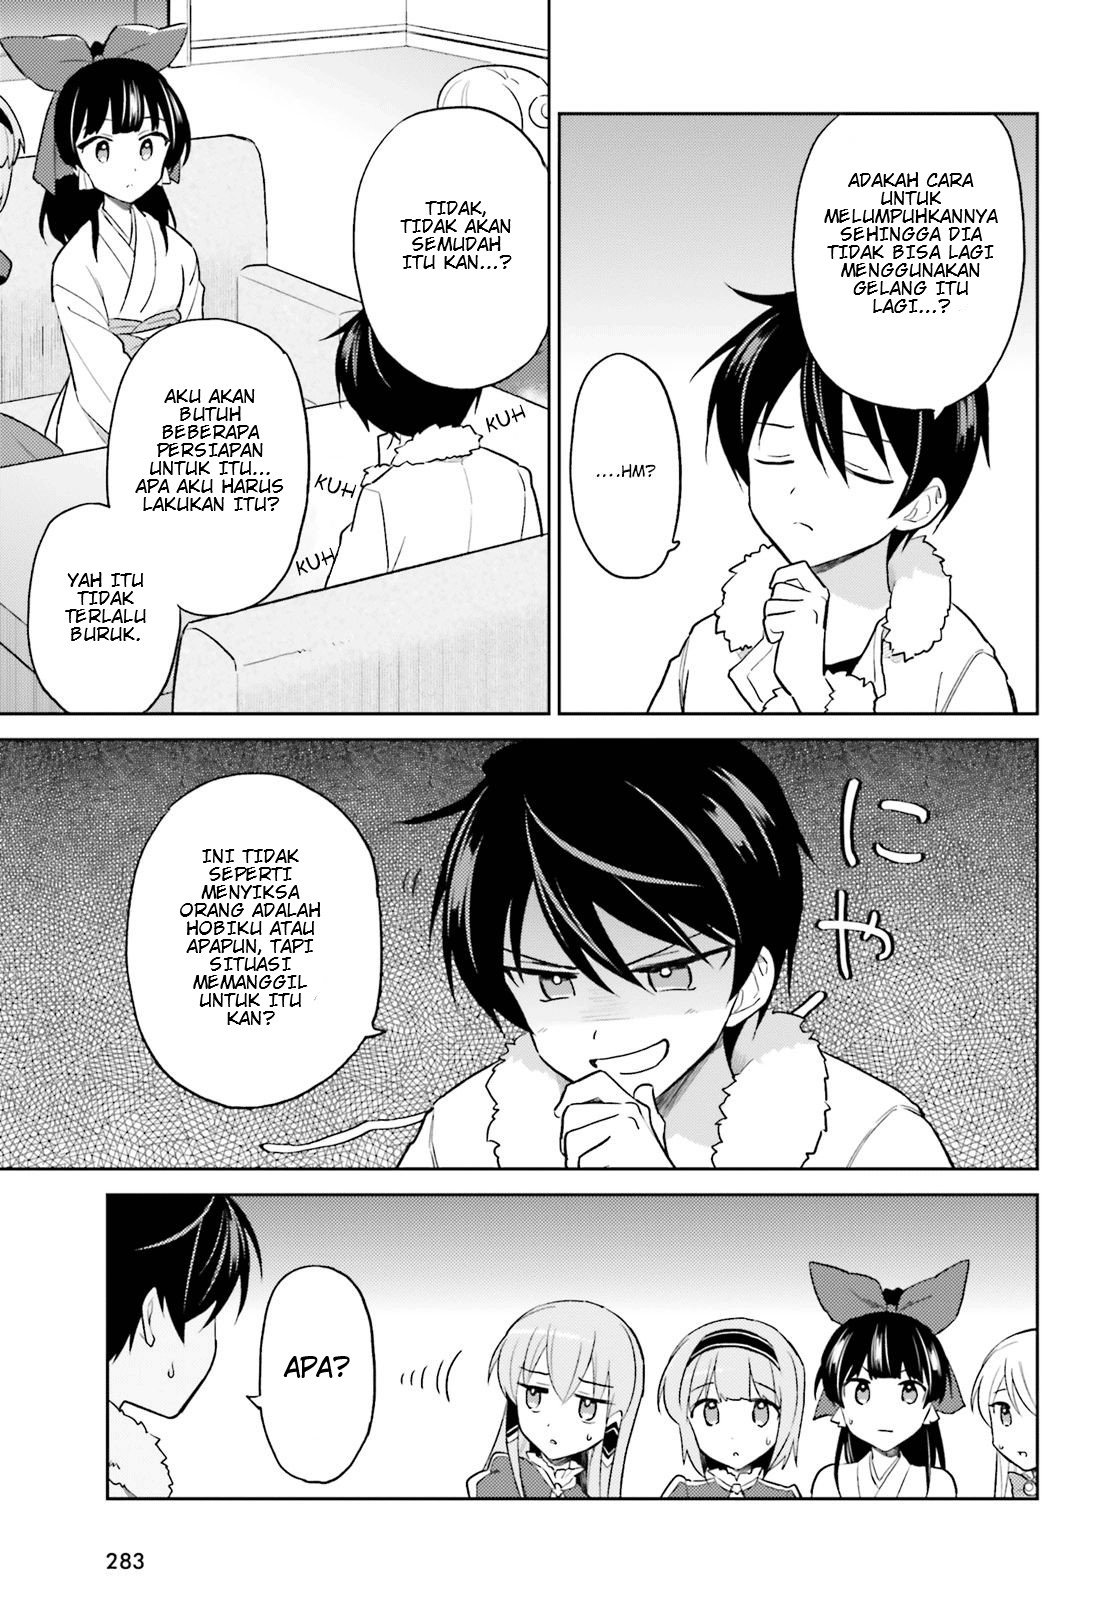 ADAKAH CARA
UNTUK
MELUMPUHKANNYA
SEHINGGA DIA
TIDAK BISA LAGI
MENGGUNAKAN
GELANG ITU
LAGI...?
....HM?
TIDAK,
TIDAK AKAN
SEMUDAH
ITU KAN...?
KUH
KUH
KUH
AKU AKAN
BUTUH
BEBERAPA
PERSIAPAN
UNTUK ITU...
APA AKU HARUS
LAKUKAN ITU?
YAH ITU
TIDAK
TERLALU
BURUK.
にや
INI TIDAK
SEPERTI
MENYIKSA
ORANG ADALAH
HOBIKU ATAU
APAPUN, TAPI
SITUASI
MEMANGGIL
UNTUK ITU
KAN?
APA?
283